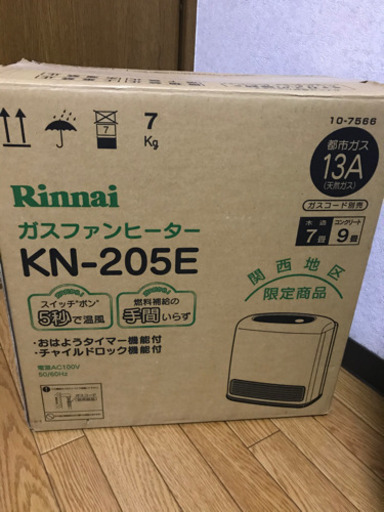 7
7
Kg
10-7566
都市ガス
13A
(天然ガス)
ガスコード別売
Rinnai
木造
7畳
コンクリート
9畳
ガスファンヒーター
KN-205E
関西地区
限定商品
スイッチ"ポン"
5秒で温風
燃料補給の
手間いらず
・おはようタイマー機能付
・チャイルドロック機能付
電源AC100V
50/60Hz